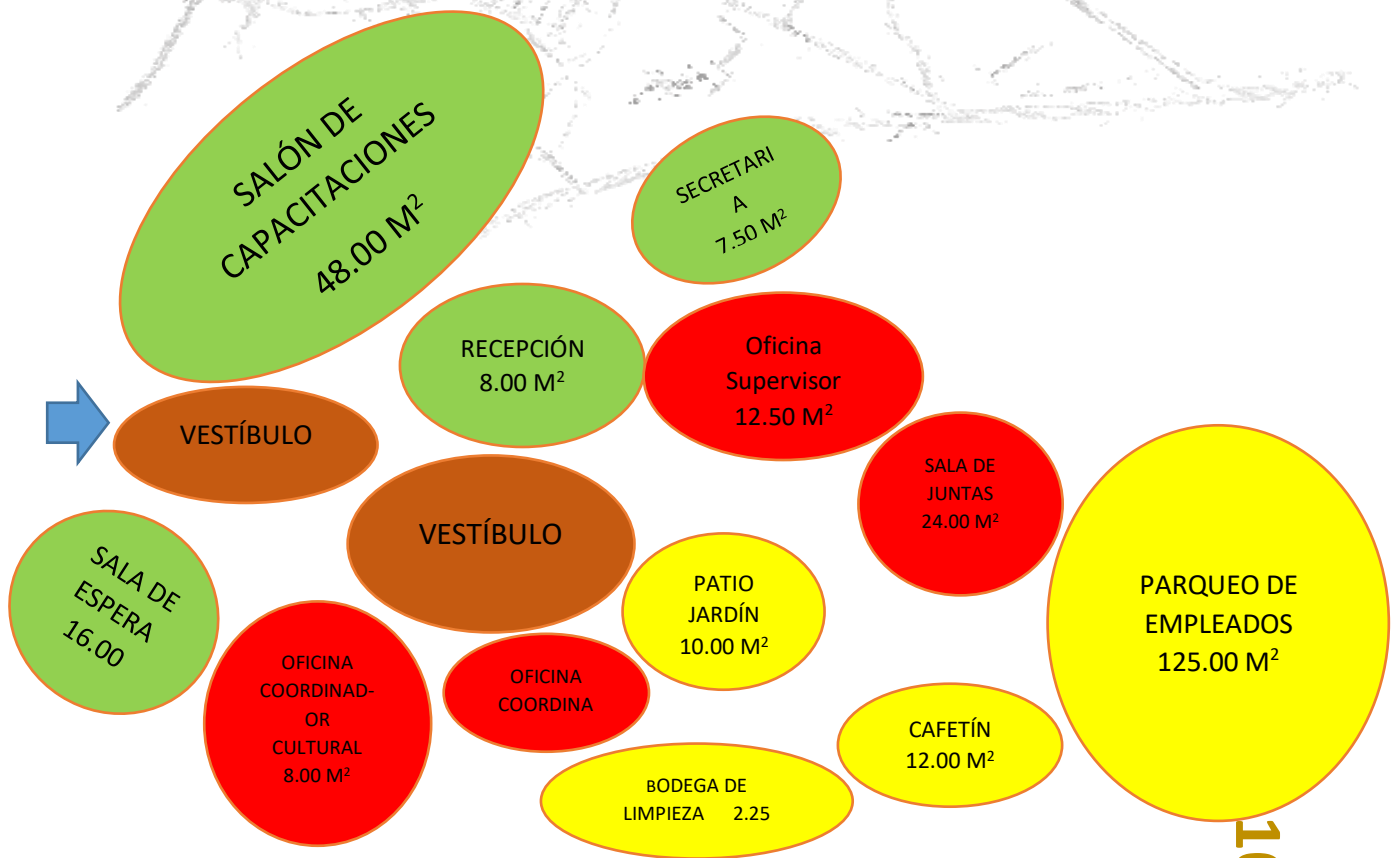 SALÓN DE
CAPACITACIONES
48.00 M²
SECRETARI
A
7.50 M²
RECEPCIÓN
8.00 M²
Oficina
Supervisor
12.50 M²
VESTÍBULO
SALA DE
JUNTAS
24.00 M²
VESTÍBULO
SALA DE
ESPERA
16.00
PATIO
JARDÍN
10.00 M²
PARQUEO DE
EMPLEADOS
125.00 M²
OFICINA
COORDINAD-
OR
CULTURAL
8.00 M²
OFICINA
COORDINA
CAFETÍN
12.00 M²
BODEGA DE
LIMPIEZA 2.25